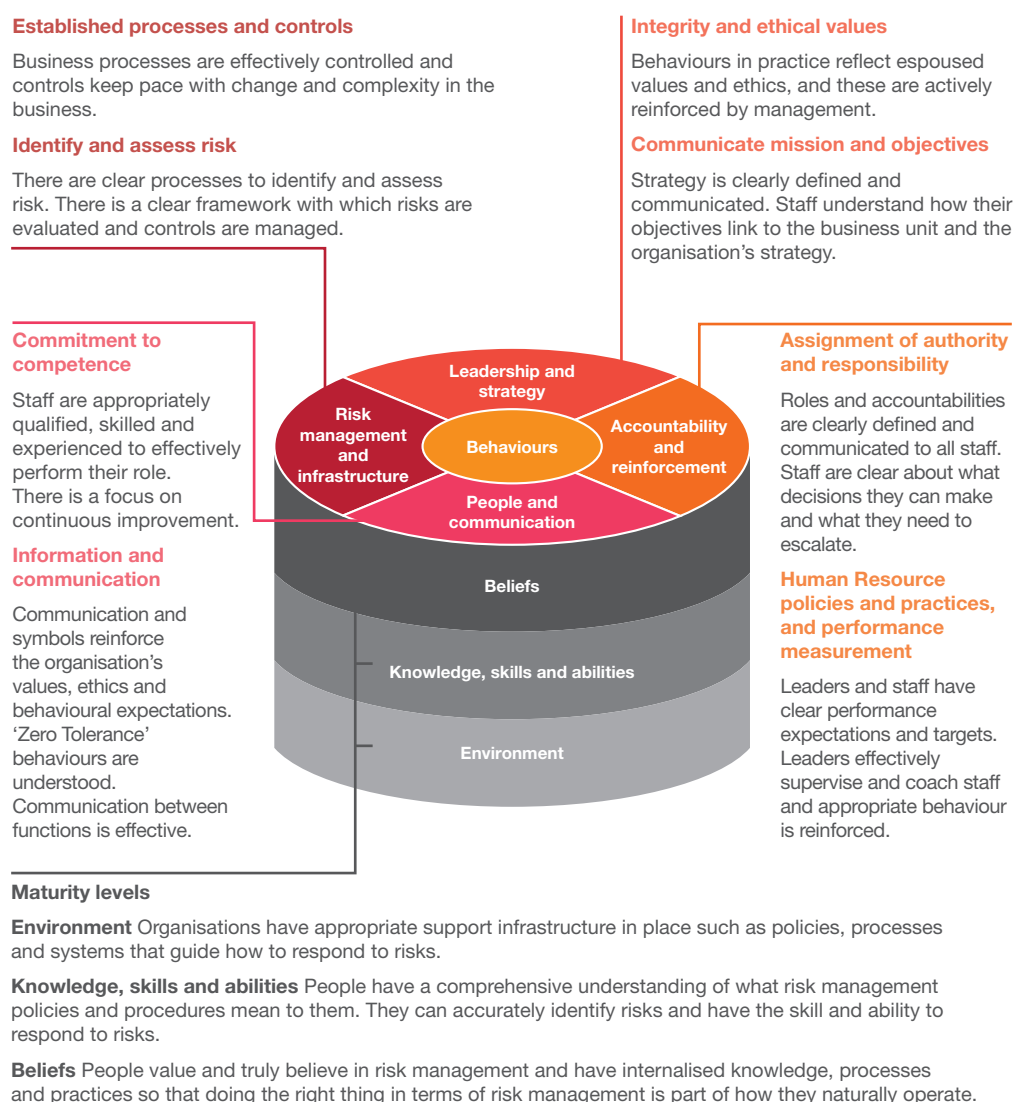 Established processes and controls
Business processes are effectively controlled and
controls keep pace with change and complexity in the
business.
Identify and assess risk
There are clear processes to identify and assess
risk. There is a clear framework with which risks are
evaluated and controls are managed.
Integrity and ethical values
Behaviours in practice reflect espoused
values and ethics, and these are actively
reinforced by management.
Communicate mission and objectives
Strategy is clearly defined and
communicated. Staff understand how their
objectives link to the business unit and the
organisation’s strategy.
Commitment to
competence
Staff are appropriately
qualified, skilled and
experienced to effectively
perform their role.
There is a focus on
continuous improvement.
Information and
communication
Communication and
symbols reinforce
the organisation’s
values, ethics and
behavioural expectations.
‘Zero Tolerance’
behaviours are
understood.
Communication between
functions is effective.
Leadership and
strategy
Risk
management
and
infrastructure
Behaviours
Accountability
and
reinforcement
People and
communication
Beliefs
Knowledge, skills and abilities
Environment
Assignment of authority
and responsibility
Roles and accountabilities
are clearly defined and
communicated to all staff.
Staff are clear about what
decisions they can make
and what they need to
escalate.
Human Resource
policies and practices,
and performance
measurement
Leaders and staff have
clear performance
expectations and targets.
Leaders effectively
supervise and coach staff
and appropriate behaviour
is reinforced.
Maturity levels
Environment Organisations have appropriate support infrastructure in place such as policies, processes
and systems that guide how to respond to risks.
Knowledge, skills and abilities People have a comprehensive understanding of what risk management
policies and procedures mean to them. They can accurately identify risks and have the skill and ability to
respond to risks.
Beliefs People value and truly believe in risk management and have internalised knowledge, processes
and practices so that doing the right thing in terms of risk management is part of how they naturally operate.